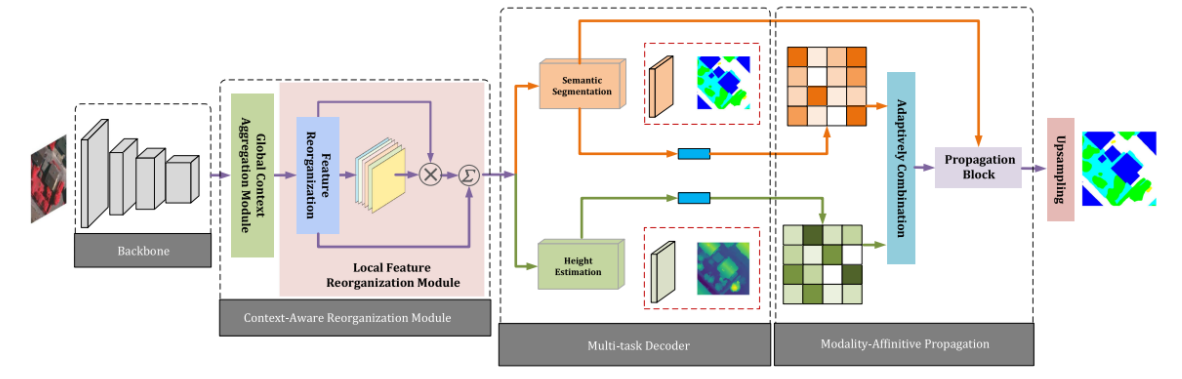 Backbone
Global Context
Aggregation Module
Feature
Reorganization
Local Feature
Reorganization Module
Context-Aware Reorganization Module
Semantic
Segmentation
Height
Estimation
Multi-task Decoder
Adaptively Combination
Propagation
Block
Modality-Affinitive Propagation
Upsampling
Σ